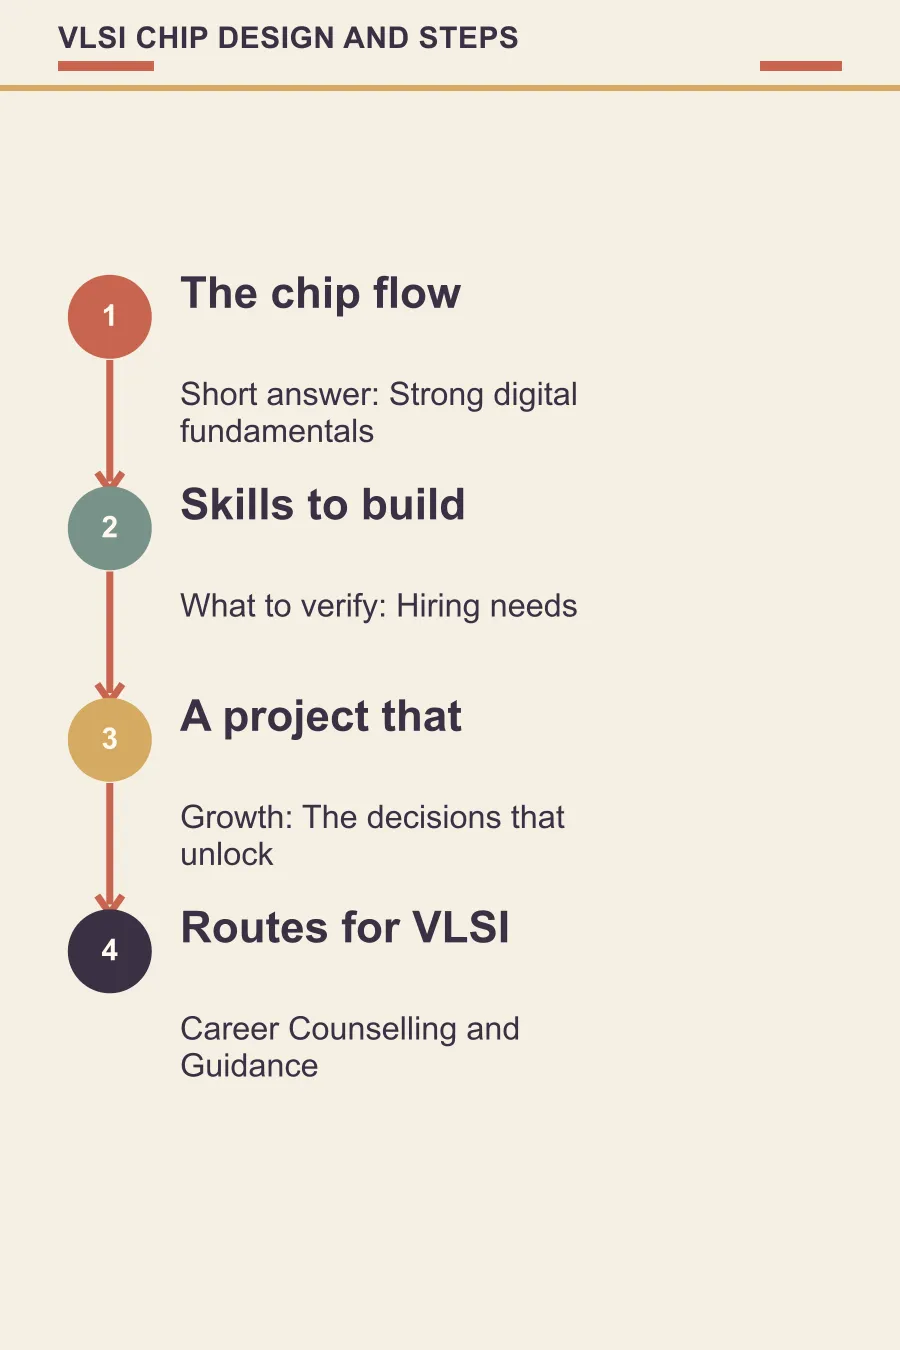 VLSI CHIP DESIGN AND STEPS
1
The chip flow
Short answer: Strong digital
fundamentals
2
Skills to build
What to verify: Hiring needs
3
A project that
Growth: The decisions that
unlock
4
Routes for VLSI
Career Counselling and
Guidance